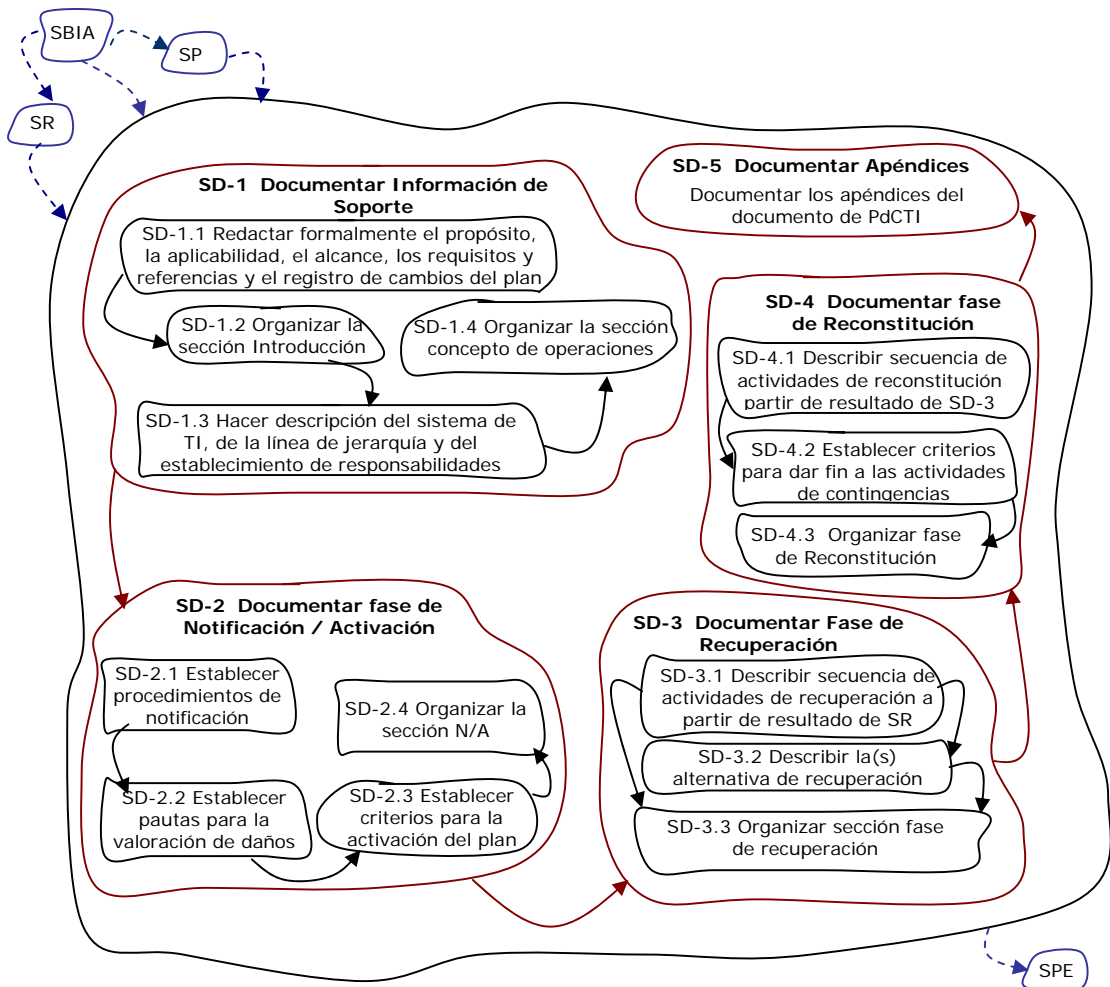 SBIA
SP
SR
SD-1 Documentar Información de
Soporte
SD-1.1 Redactar formalmente el propósito,
la aplicabilidad, el alcance, los requisitos y
referencias y el registro de cambios del plan
SD-1.2 Organizar la
sección Introducción
SD-1.4 Organizar la sección
concepto de operaciones
SD-1.3 Hacer descripción del sistema de
TI, de la línea de jerarquía y del
establecimiento de responsabilidades
SD-2 Documentar fase de
Notificación / Activación
SD-2.1 Establecer
procedimientos de
notificación
SD-2.4 Organizar la
sección N/A
SD-2.2 Establecer
pautas para la
valoración de daños
SD-2.3 Establecer
criterios para la
activación del plan
SD-3 Documentar Fase de
Recuperación
SD-3.1 Describir secuencia de
actividades de recuperación a
partir de resultado de SR
SD-3.2 Describir la(s)
alternativa de recuperación
SD-3.3 Organizar sección fase
de recuperación
SD-4 Documentar fase
de Reconstitución
SD-4.1 Describir secuencia de
actividades de reconstitución
partir de resultado de SD-3
SD-4.2 Establecer criterios
para dar fin a las actividades
de contingencias
SD-4.3 Organizar fase
de Reconstitución
SD-5 Documentar Apéndices
Documentar los apéndices del
documento de PdCTI
SPE